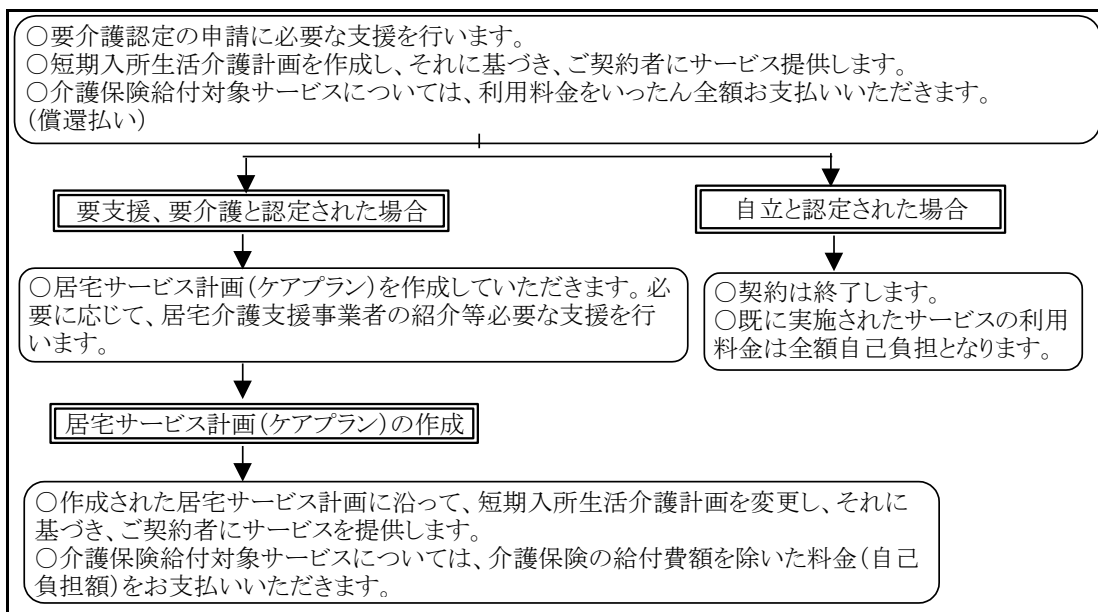 ○要介護認定の申請に必要な支援を行います。
○短期入所生活介護計画を作成し、それに基づき、ご契約者にサービス提供します。
○介護保険給付対象サービスについては、利用料金をいったん全額お支払いいただきます。
(償還払い)
要支援、要介護と認定された場合
自立と認定された場合
○居宅サービス計画(ケアプラン)を作成していただきます。必
要に応じて、居宅介護支援事業者の紹介等必要な支援を行
います。
○契約は終了します。
○既に実施されたサービスの利用
料金は全額自己負担となります。
居宅サービス計画(ケアプラン)の作成
○作成された居宅サービス計画に沿って、短期入所生活介護計画を変更し、それに
基づき、ご契約者にサービスを提供します。
○介護保険給付対象サービスについては、介護保険の給付費額を除いた料金(自己
負担額)をお支払いいただきます。